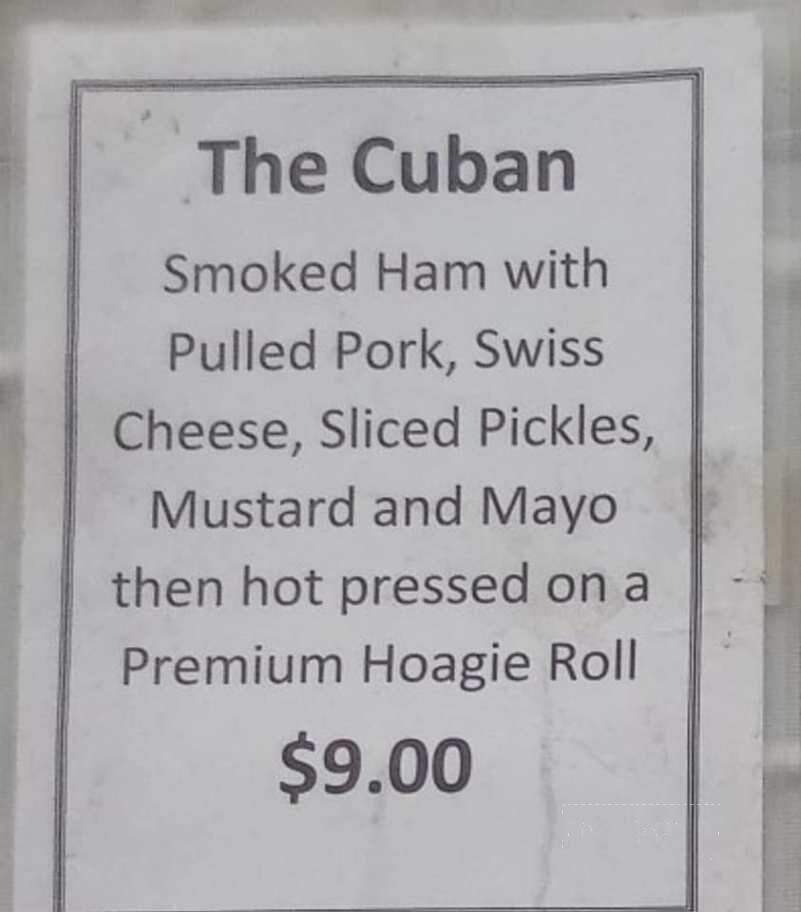 The Cuban
Smoked Ham with
Pulled Pork, Swiss
Cheese, Sliced Pickles,
Mustard and Mayo
then hot pressed on a
Premium Hoagie Roll
$9.00